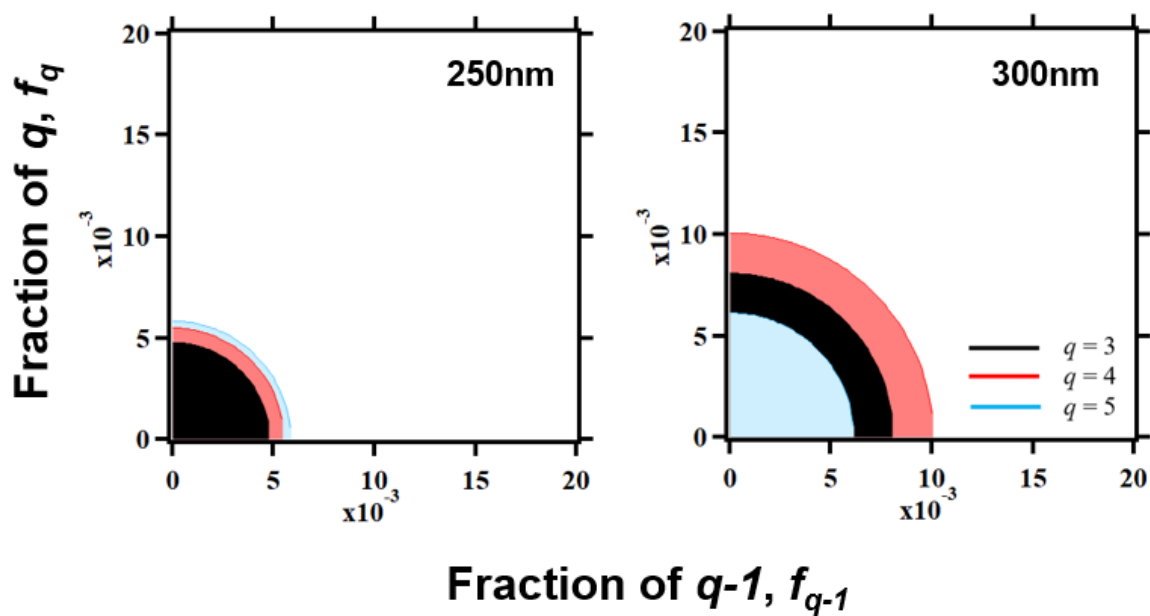 Fraction of q, f_q
250nm
20
15
10
5
0
x10^-3
0 5 10 15 20
x10^-3
300nm
20
15
10
5
0
x10^-3
q = 3
q = 4
q = 5
0 5 10 15 20
x10^-3
Fraction of q-1, f_q-1